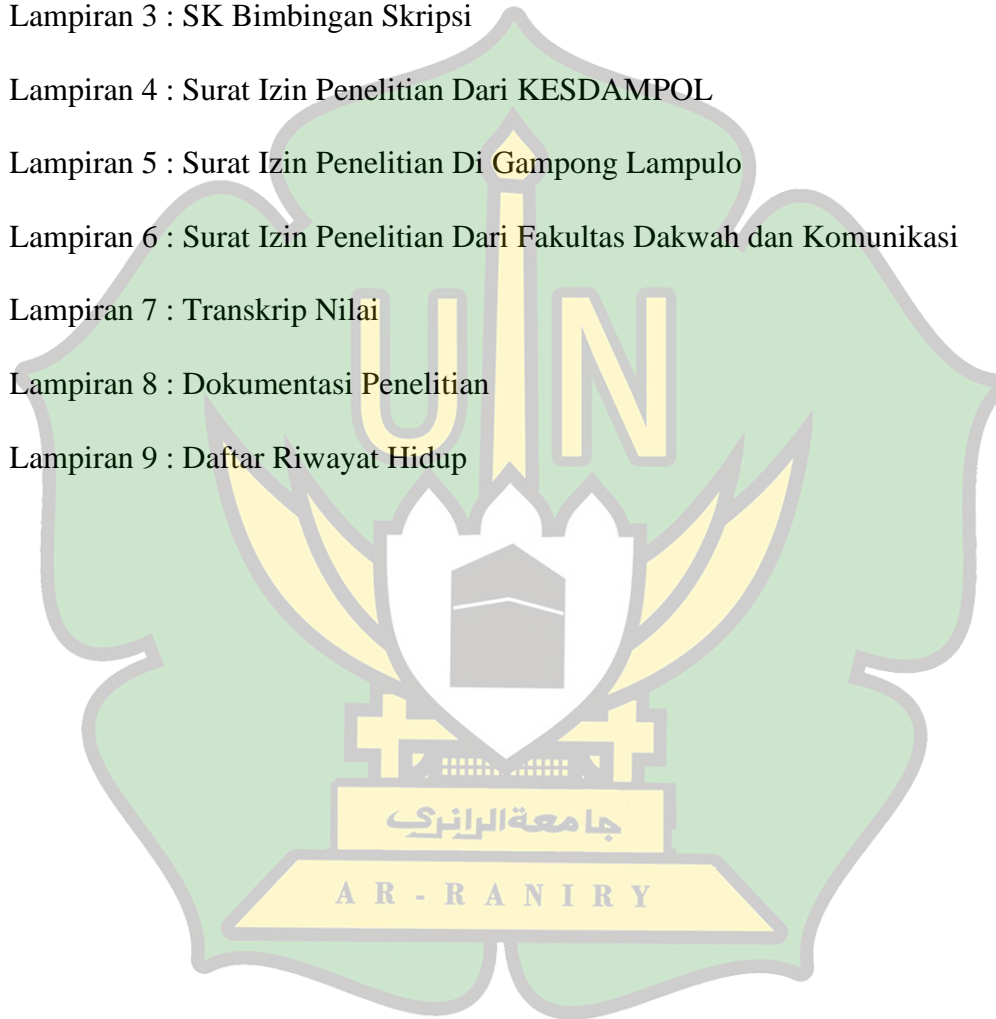 Lampiran 3 : SK Bimbingan Skripsi
Lampiran 4 : Surat Izin Penelitian Dari KESDAMPOL
Lampiran 5 : Surat Izin Penelitian Di Gampong Lampulo
Lampiran 6 : Surat Izin Penelitian Dari Fakultas Dakwah dan Komunikasi
Lampiran 7 : Transkrip Nilai
Lampiran 8 : Dokumentasi Penelitian
Lampiran 9 : Daftar Riwayat Hidup
UIN
جامعةالرانرك
AR-RANIRY